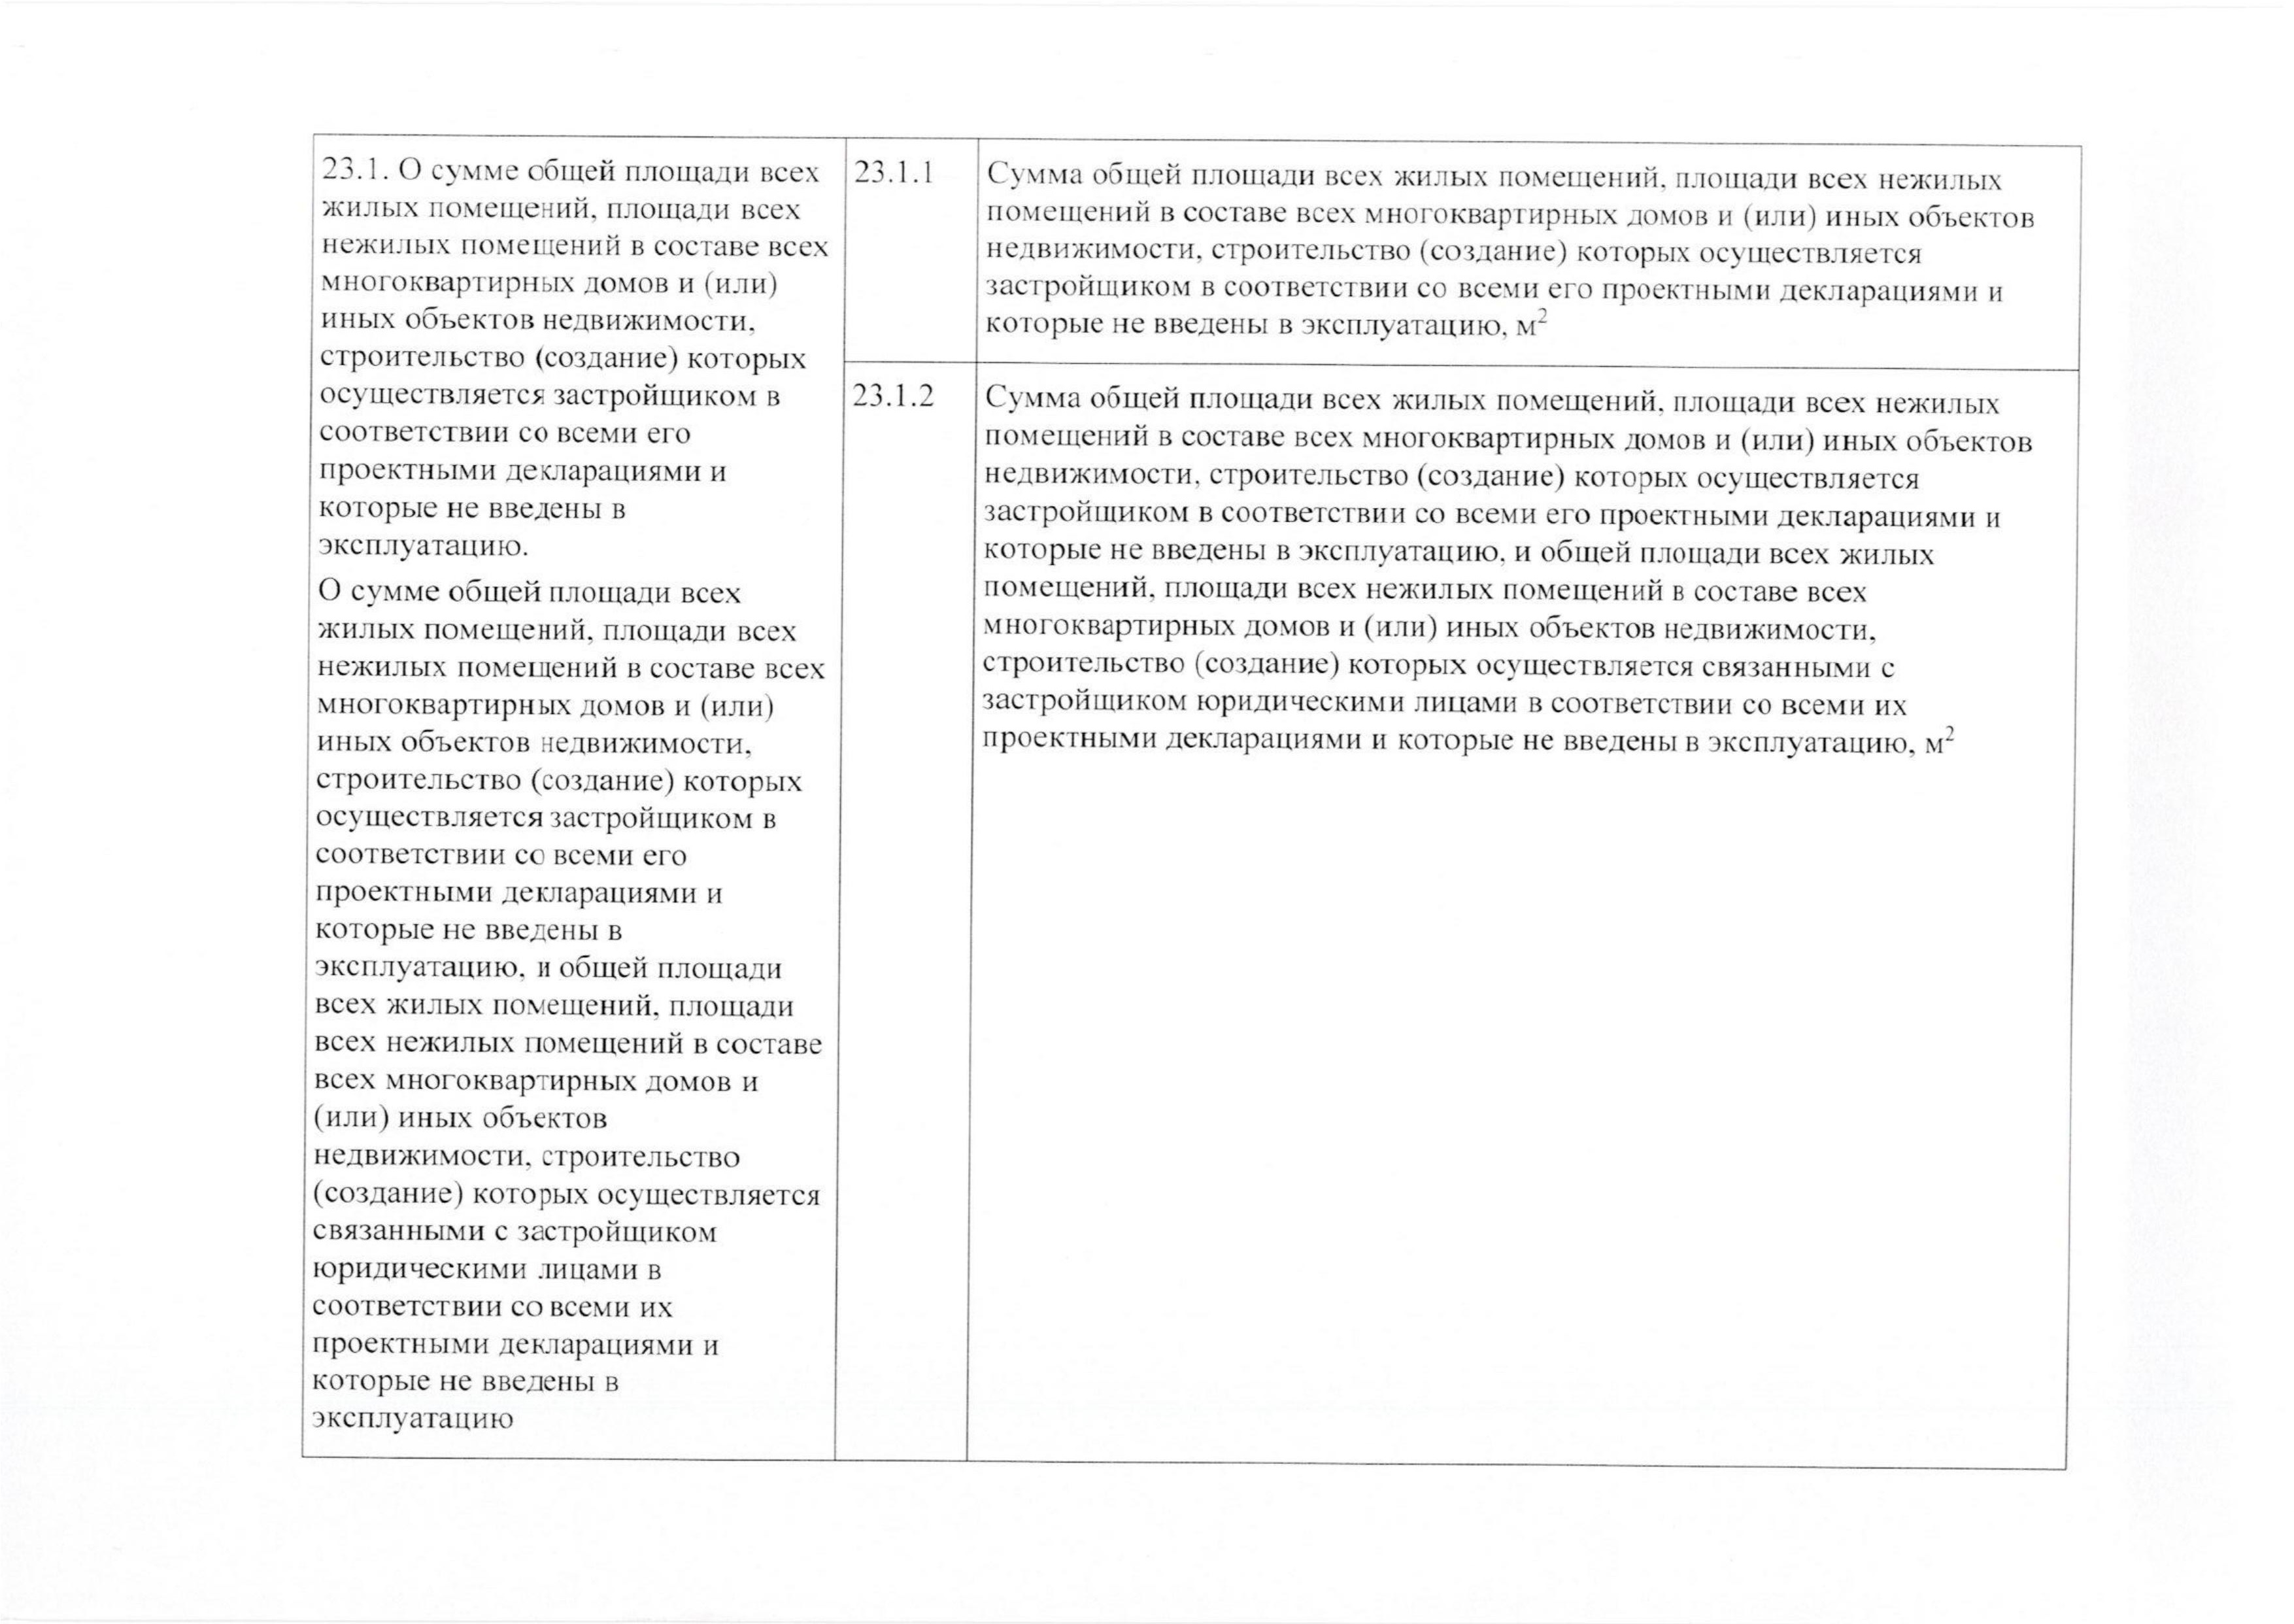 23.1. О сумме общей площади всех
жилых помещений, площади всех
нежилых помещений в составе всех
многоквартирных домов и (или)
иных объектов недвижимости,
строительство (создание) которых
осуществляется застройщиком в
соответствии со всеми его
проектными декларациями и
которые не введены в
эксплуатацию.
О сумме общей площади всех
жилых помещений, площади всех
нежилых помещений в составе всех
многоквартирных домов и (или)
иных объектов недвижимости,
строительство (создание) которых
осуществляется застройщиком в
соответствии со всеми его
проектными декларациями и
которые не введены в
эксплуатацию, и общей площади
всех жилых помещений, площади
всех нежилых помещений в составе
всех многоквартирных домов и
(или) иных объектов
недвижимости, строительство
(создание) которых осуществляется
связанными с застройщиком
юридическими лицами в
соответствии со всеми их
проектными декларациями и
которые не введены в
эксплуатацию
23.1.1
Сумма общей площади всех жилых помещений, площади всех нежилых
помещений в составе всех многоквартирных домов и (или) иных объектов
недвижимости, строительство (создание) которых осуществляется
застройщиком в соответствии со всеми его проектными декларациями и
которые не введены в эксплуатацию, м²
23.1.2
Сумма общей площади всех жилых помещений, площади всех нежилых
помещений в составе всех многоквартирных домов и (или) иных объектов
недвижимости, строительство (создание) которых осуществляется
застройщиком в соответствии со всеми его проектными декларациями и
которые не введены в эксплуатацию, и общей площади всех жилых
помещений, площади всех нежилых помещений в составе всех
многоквартирных домов и (или) иных объектов недвижимости,
строительство (создание) которых осуществляется связанными с
застройщиком юридическими лицами в соответствии со всеми их
проектными декларациями и которые не введены в эксплуатацию, м²